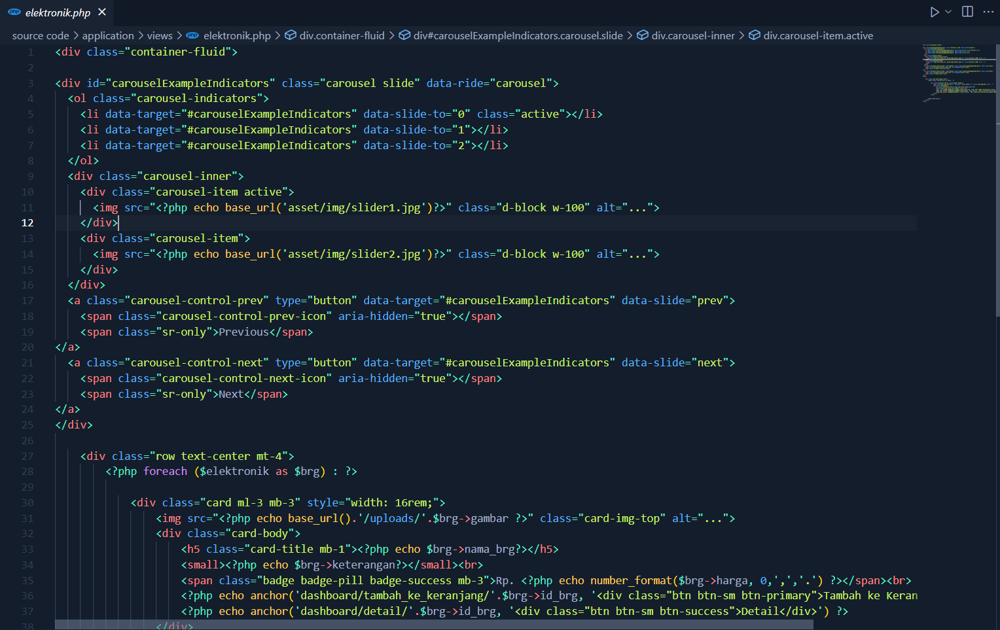 elektronik.php
source code > application > views > elektronik.php > div.container-fluid > div#carouselExampleIndicators.carousel.slide > div.carousel-inner > div.carousel-item.active
1 <div class="container-fluid">
2
3 <div id="carouselExampleIndicators" class="carousel slide" data-ride="carousel">
4 <ol class="carousel-indicators">
5 <li data-target="#carouselExampleIndicators" data-slide-to="0" class="active"></li>
6 <li data-target="#carouselExampleIndicators" data-slide-to="1"></li>
7 <li data-target="#carouselExampleIndicators" data-slide-to="2"></li>
8 </ol>
9 <div class="carousel-inner">
10 <div class="carousel-item active">
11 <img src="<?php echo base_url('asset/img/slider1.jpg')?>" class="d-block w-100" alt="...">
12 </div>
13 <div class="carousel-item">
14 <img src="<?php echo base_url('asset/img/slider2.jpg')?>" class="d-block w-100" alt="...">
15 </div>
16 </div>
17 <a class="carousel-control-prev" type="button" data-target="#carouselExampleIndicators" data-slide="prev">
18 <span class="carousel-control-prev-icon" aria-hidden="true"></span>
19 <span class="sr-only">Previous</span>
20 </a>
21 <a class="carousel-control-next" type="button" data-target="#carouselExampleIndicators" data-slide="next">
22 <span class="carousel-control-next-icon" aria-hidden="true"></span>
23 <span class="sr-only">Next</span>
24 </a>
25 </div>
26
27 <div class="row text-center mt-4">
28 <?php foreach ($elektronik as $brg) : ?>
29
30 <div class="card ml-3 mb-3" style="width: 16rem;">
31 <img src="<?php echo base_url().'/uploads/'.$brg->gambar ?>" class="card-img-top" alt="...">
32 <div class="card-body">
33 <h5 class="card-title mb-1"><?php echo $brg->nama_brg?></h5>
34 <small><?php echo $brg->keterangan?></small><br>
35 <span class="badge badge-pill badge-success mb-3">Rp. <?php echo number_format($brg->harga, 0,',','.') ?></span><br>
36 <?php echo anchor('dashboard/tambah_ke_keranjang/'.$brg->id_brg, '<div class="btn btn-sm btn-primary">Tambah ke Keran
37 <?php echo anchor('dashboard/detail/'.$brg->id_brg, '<div class="btn btn-sm btn-success">Detail</div>') ?>
38 </div>